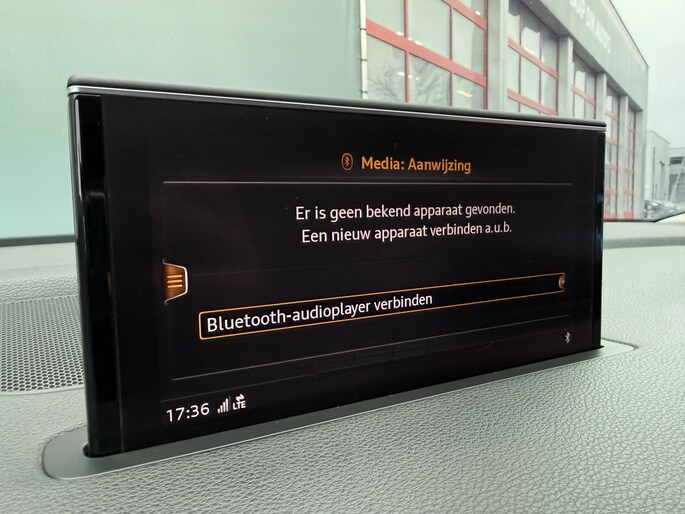 Media: Aanwijzing
Er is geen bekend apparaat gevonden.
Een nieuw apparaat verbinden a.u.b.
Bluetooth-audioplayer verbinden
17:36 LTE